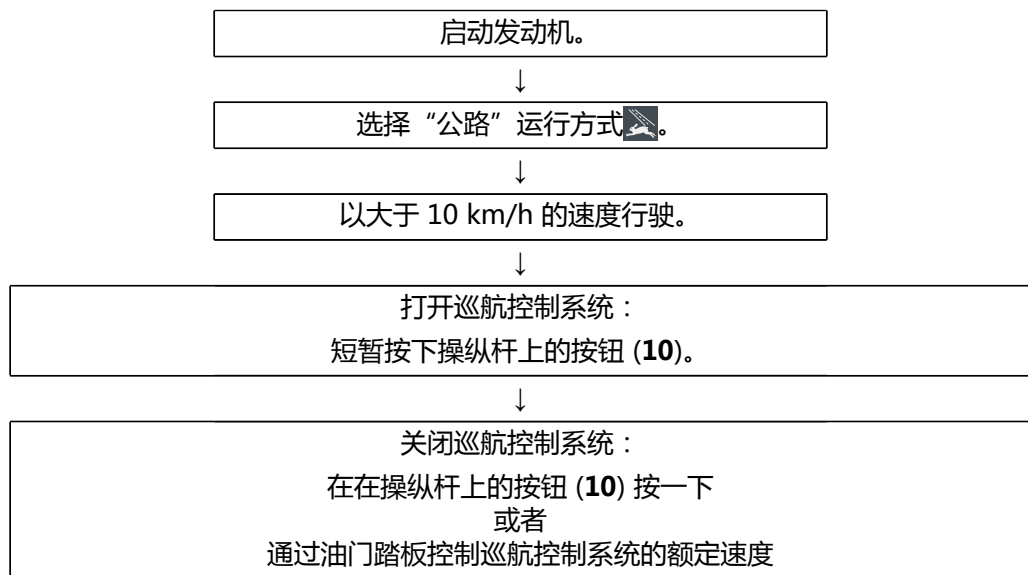 启动发动机。
↓
选择“公路”运行方式。
↓
以大于 10 km/h 的速度行驶。
↓
打开巡航控制系统：
短暂按下操纵杆上的按钮 (10)。
↓
关闭巡航控制系统：
在在操纵杆上的按钮 (10) 按一下
或者
通过油门踏板控制巡航控制系统的额定速度